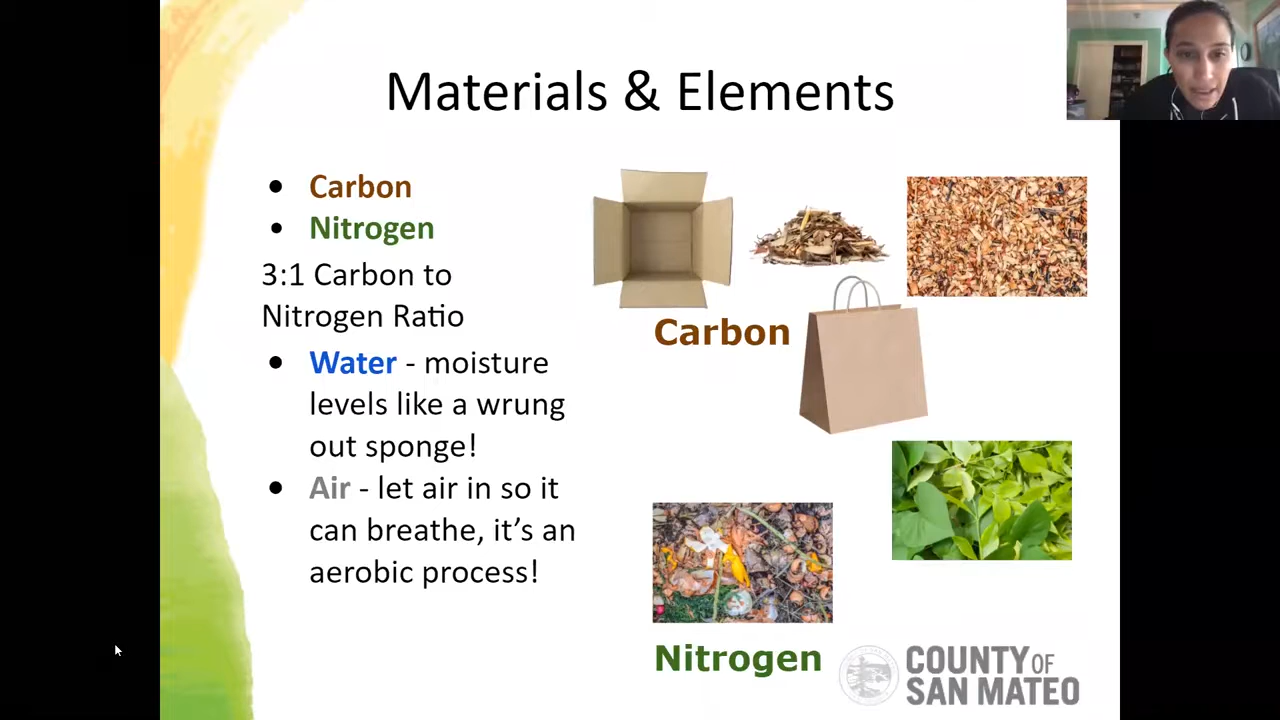 Materials & Elements
Carbon
Nitrogen
3:1 Carbon to
Nitrogen Ratio
Water - moisture
levels like a wrung
out sponge!
Air - let air in so it
can breathe, it’s an
aerobic process!
Carbon
Nitrogen
COUNTY OF
SAN MATEO